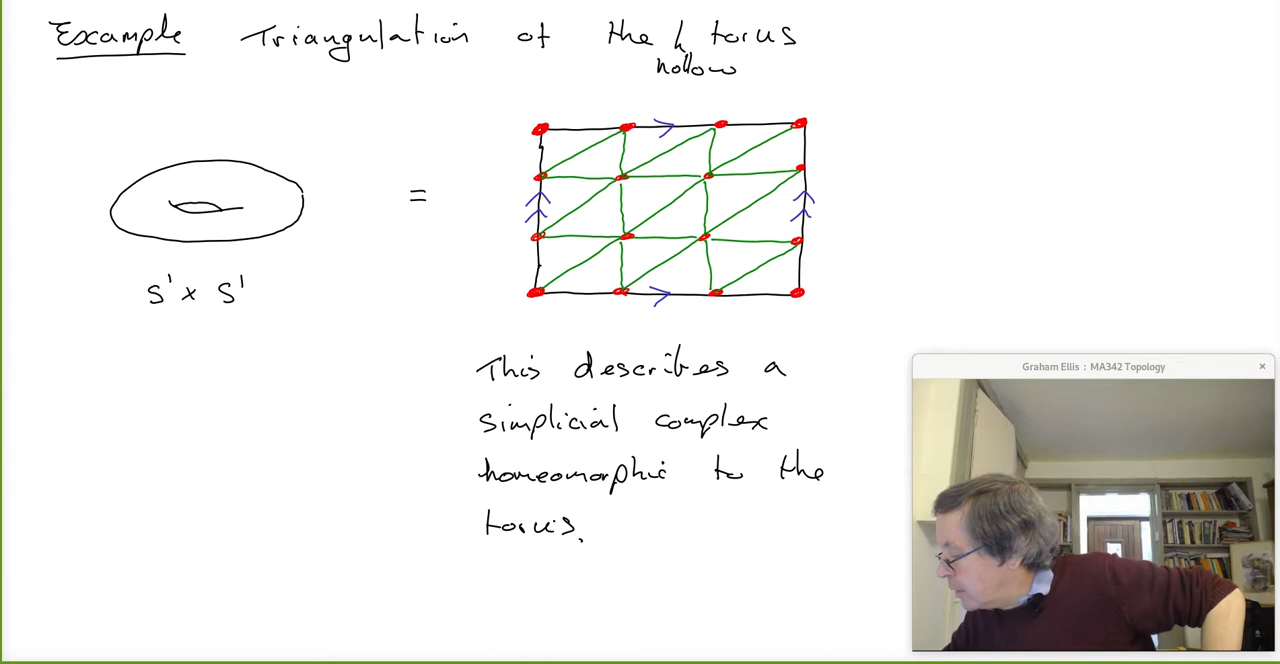 Example Triangulation of the h torus
hollow
=
S¹ × S¹
This describes a
simplicial complex
homeomorphic to the
torus.
Graham Ellis : MA342 Topology